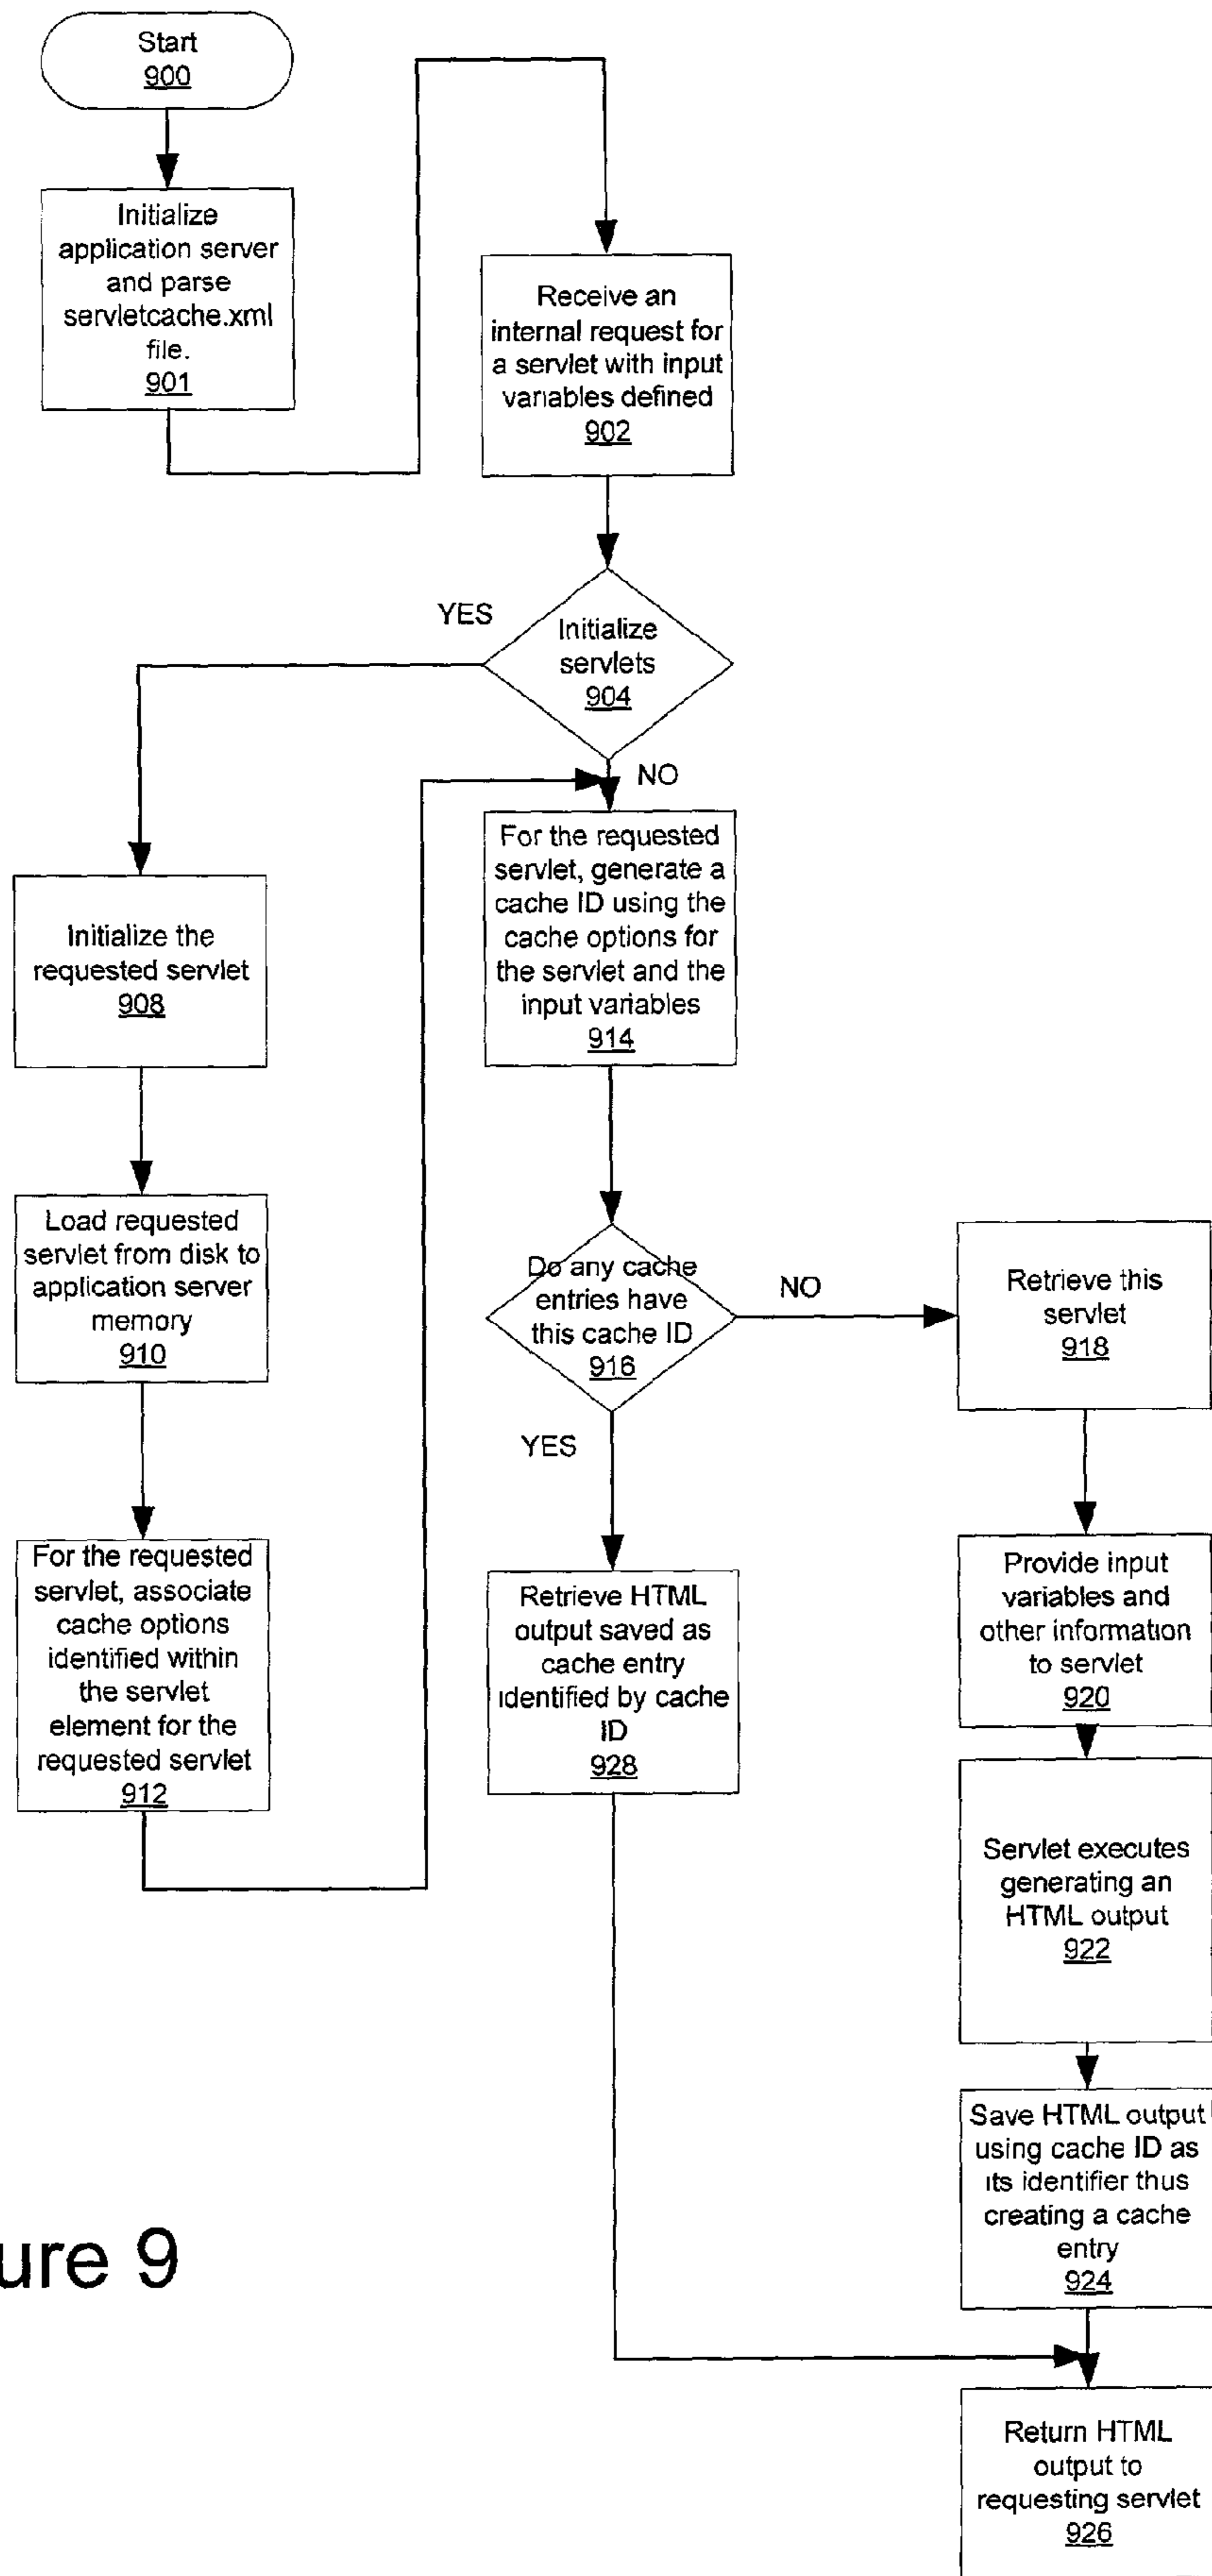 Start
900
Initialize
application server
and parse
servletcache.xml
file.
901
Receive an
internal request for
a servlet with input
variables defined
902
YES
Initialize
servlets
904
NO
Initialize the
requested servlet
908
Load requested
servlet from disk to
application server
memory
910
For the requested
servlet, associate
cache options
identified within
the servlet
element for the
requested servlet
912
For the requested
servlet, generate a
cache ID using the
cache options for
the servlet and the
input variables
914
Do any cache
entries have
this cache ID
916
NO
YES
Retrieve HTML
output saved as
cache entry
identified by cache
ID
928
Retrieve this
servlet
918
Provide input
variables and
other information
to servlet
920
Servlet executes
generating an
HTML output
922
Save HTML output
using cache ID as
its identifier thus
creating a cache
entry
924
Return HTML
output to
requesting servlet
926
ure 9